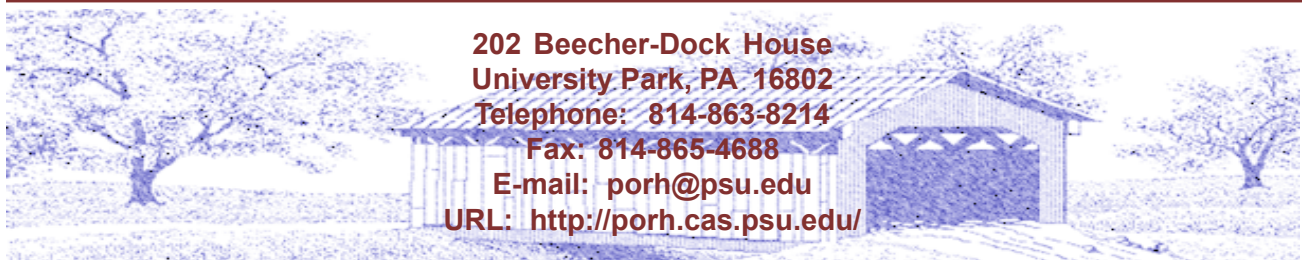 202 Beecher-Dock House
University Park, PA 16802
Telephone: 814-863-8214
Fax: 814-865-4688
E-mail: porh@psu.edu
URL: http://porh.cas.psu.edu/